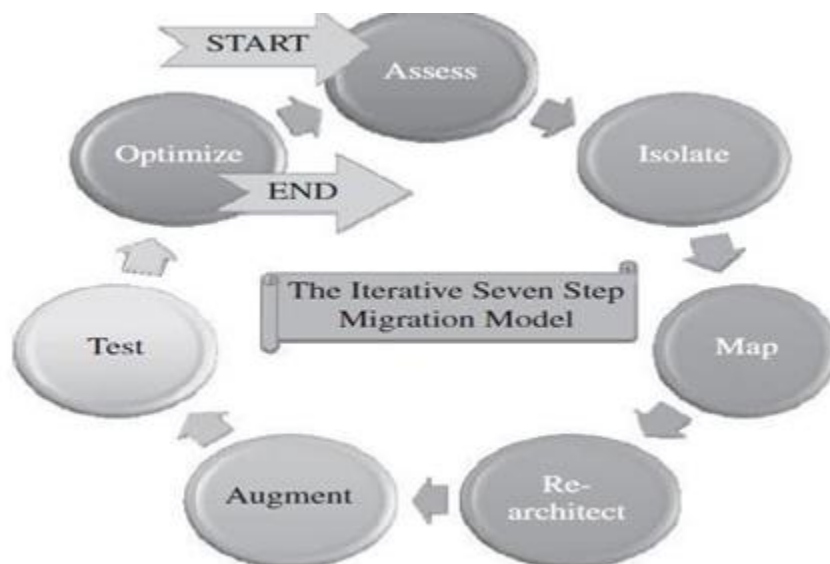 START
Assess
Isolate
Optimize
END
The Iterative Seven Step
Migration Model
Map
Test
Re-
architect
Augment